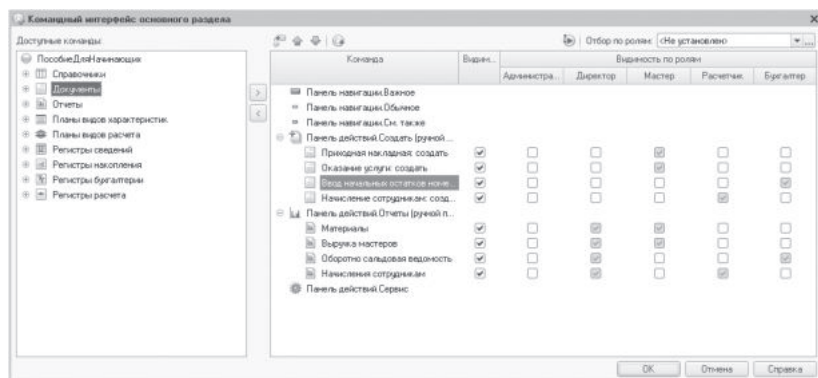 Командный интерфейс основного раздела
Доступные команды:
Отбор по ролям: <Не установлено
ПособиеДляНачинающих
Справочники
Документы
Отчеты
Планы видов характеристик
Планы видов расчета
Регистры сведений
Регистры накопления
Регистры бухгалтерии
Регистры расчета
Команда Видим... Видимость по ролям
Администра... Директор Мастер Расчетчик Бухгалтер
Панель навигации.Важное
Панель навигации.Обычное
Панель навигации.См. также
Панель действий.Создать (ручной ...
Приходная накладная: создать
Оказание услуги: создать
Ввод начальных остатков номе...
Начисление сотрудникам: созд...
Панель действий.Отчеты (ручной п...
Материалы
Выручка мастеров
Оборотно сальдовая ведомость
Начисления сотрудникам
Панель действий.Сервис
ОК Отмена Справка